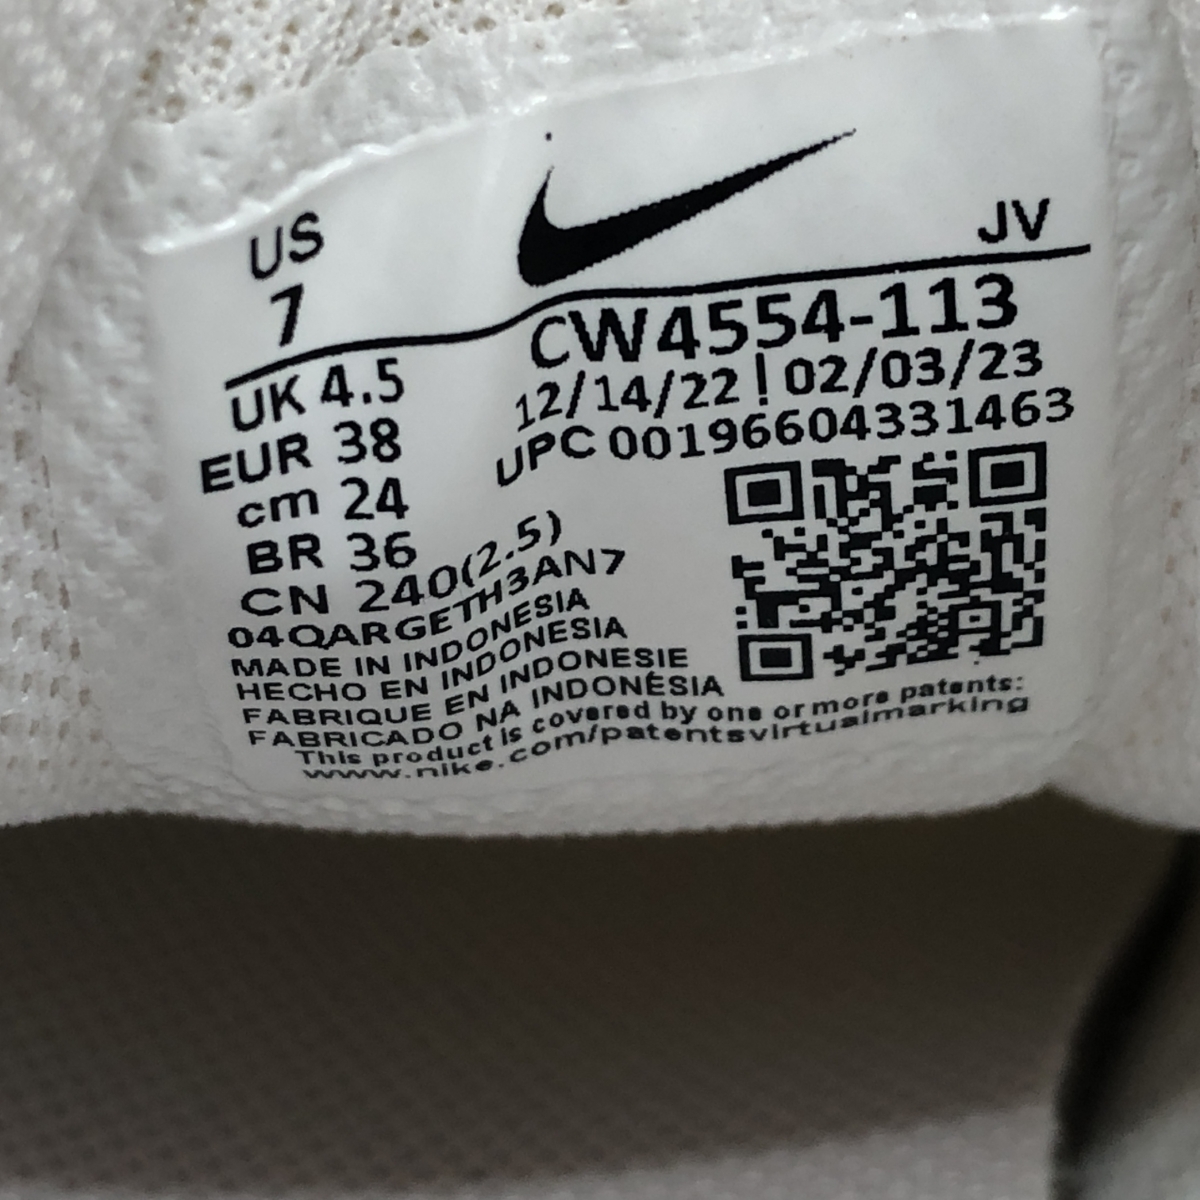 US
7
JV
UK 4.5
EUR 38
cm 24
BR 36
CN 240(2.5)
CW4554-113
12/14/22 ! 02/03/23
UPC 00196604331463
04QARGETH3AN7
MADE IN INDONESIA
HECHO EN INDONESIA
FABRIQUE EN INDONESIE
FABRICADO NA INDONÉSIA
This product is covered by one or more patents:
www.nike.com/patentsvirtualmarking